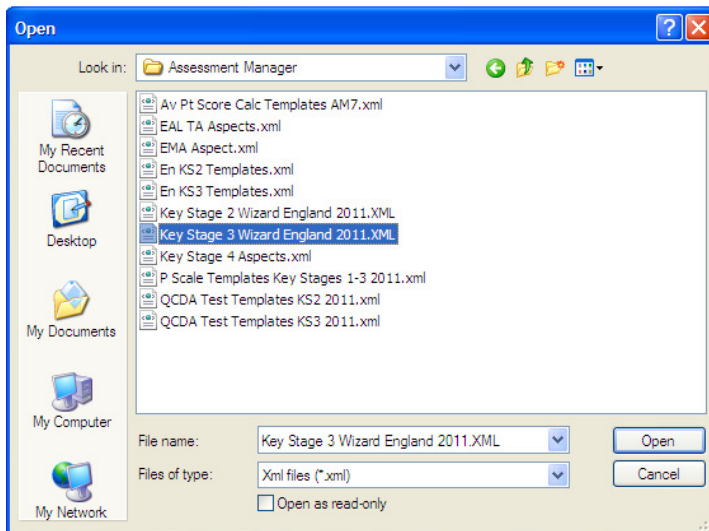 Open
Look in: Assessment Manager
My Recent
Documents
Desktop
My Documents
My Computer
My Network
Av Pt Score Calc Templates AM7.xml
EAL TA Aspects.xml
EMA Aspect.xml
En KS2 Templates.xml
En KS3 Templates.xml
Key Stage 2 Wizard England 2011.XML
Key Stage 3 Wizard England 2011.XML
Key Stage 4 Aspects.xml
P Scale Templates Key Stages 1-3 2011.xml
QCDA Test Templates KS2 2011.xml
QCDA Test Templates KS3 2011.xml
File name: Key Stage 3 Wizard England 2011.XML Open
Files of type: Xml files (*.xml) Cancel
Open as read-only